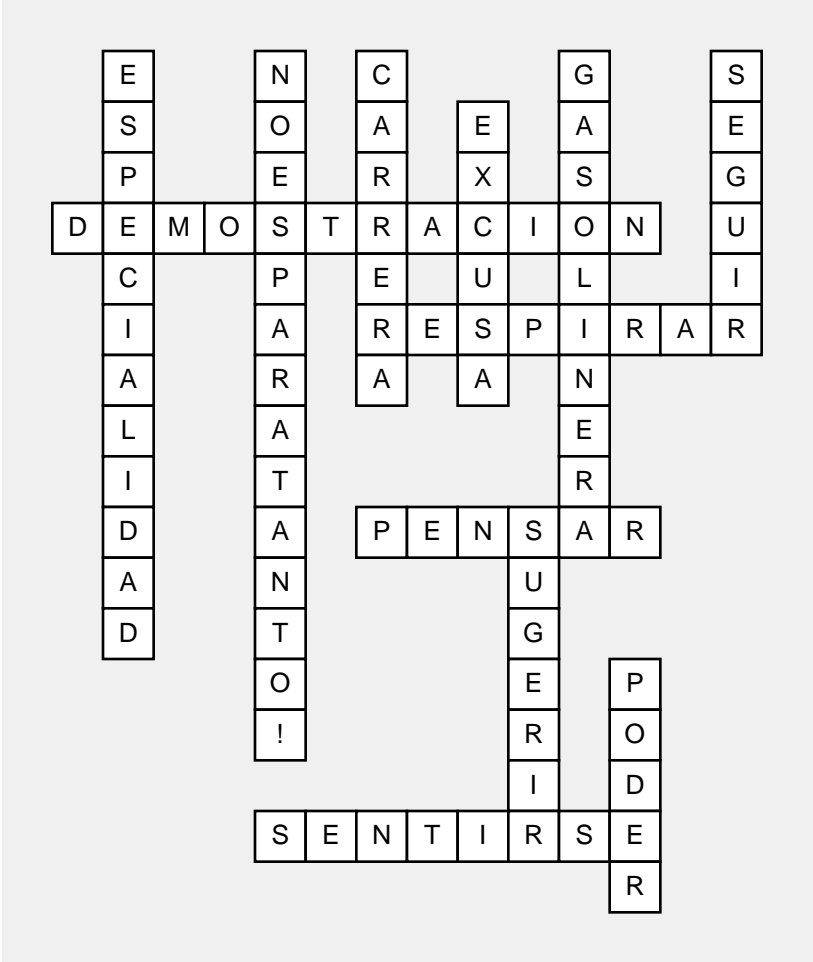 ESPECIALIDAD
NOESPARATANTO!
CARRERA
GASOLINERA
SEGUIR
EXCUSA
DEMOSTRACION
RESPIRAR
PENSAR
SUGERIR
PODER
SENTIRSE